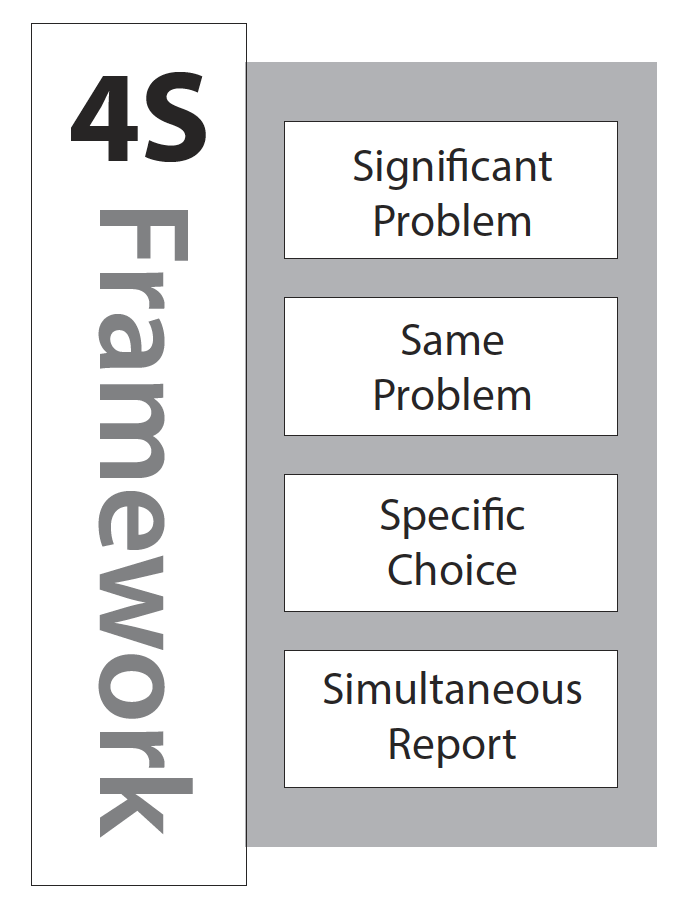 4S
Framework
Significant
Problem
Same
Problem
Specific
Choice
Simultaneous
Report